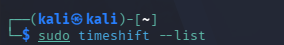 ┌──(kali㉿kali)-[~]
└─$ sudo timeshift --list